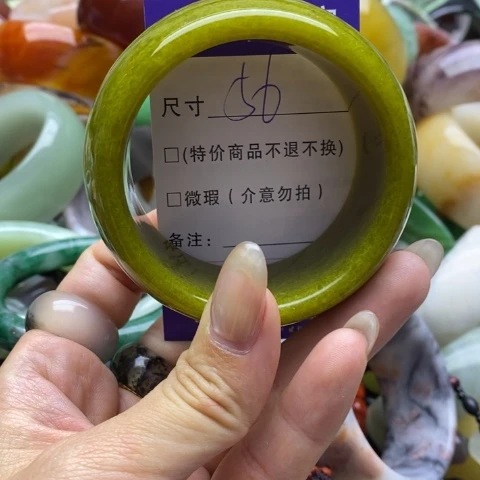 尺寸 56
□(特价商品不退不换)
□微瑕(介意勿拍)
备注: